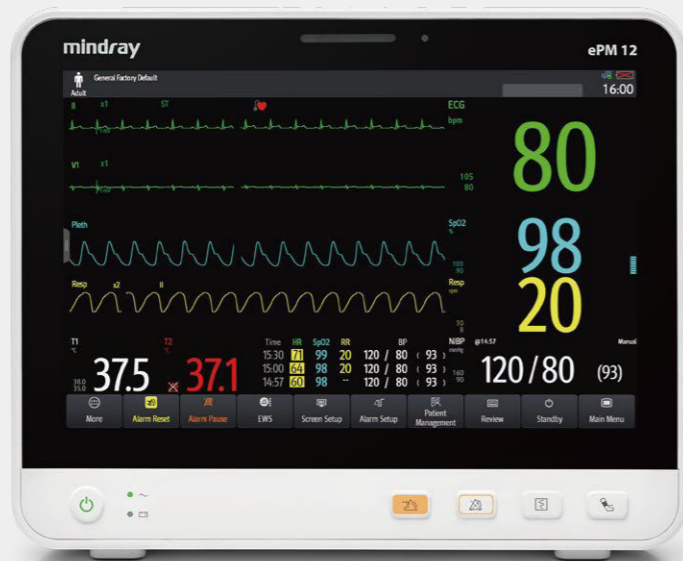 mindray
ePM 12
Adult
General Factory Default
16:00
II x1 ST
ECG
bpm
80
1mV
V1 x1
105
80
1mV
Pleth
SpO2
%
98
100
90
Resp x2 II
Resp
rpm
20
30
8
T1
°C
38.0
35.0
37.5
T2
°C
37.1
Time HR SpO2 RR BP
15:30 71 99 20 120 / 80 ( 93 )
15:00 64 98 20 120 / 80 ( 93 )
14:57 60 98 -- 120 / 80 ( 93 )
NIBP @14:57 Manual
mmHg
160
90
120/80 (93)
More
Alarm Reset
Alarm Pause
EWS
Screen Setup
Alarm Setup
Patient
Management
Review
Standby
Main Menu